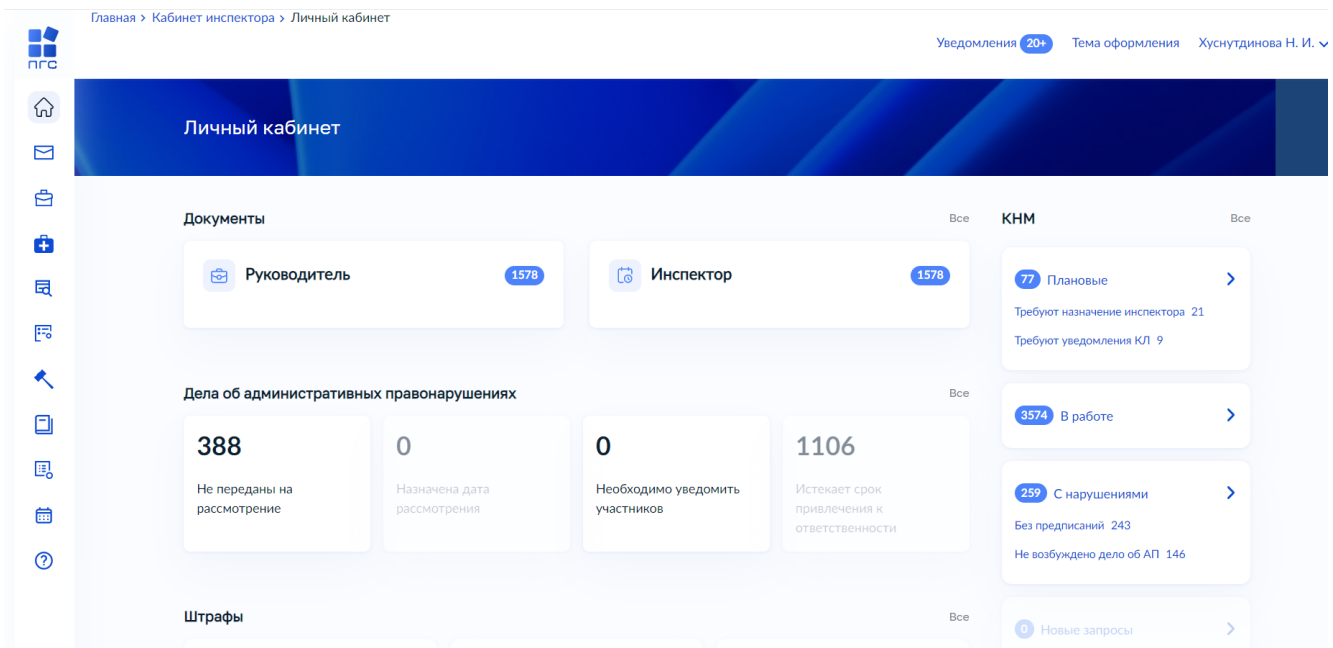 Главная > Кабинет инспектора > Личный кабинет
Уведомления 20+ Тема оформления Хуснутдинова Н. И.
ПГС
Личный кабинет
Документы Все
Руководитель 1578
Инспектор 1578
Дела об административных правонарушениях Все
388
Не переданы на
рассмотрение
0
Назначена дата
рассмотрения
0
Необходимо уведомить
участников
1106
Истекает срок
привлечения к
ответственности
Штрафы Все
КНМ Все
77 Плановые
Требуют назначение инспектора 21
Требуют уведомления КЛ 9
3574 В работе
259 С нарушениями
Без предписаний 243
Не возбуждено дело об АП 146
0 Новые запросы